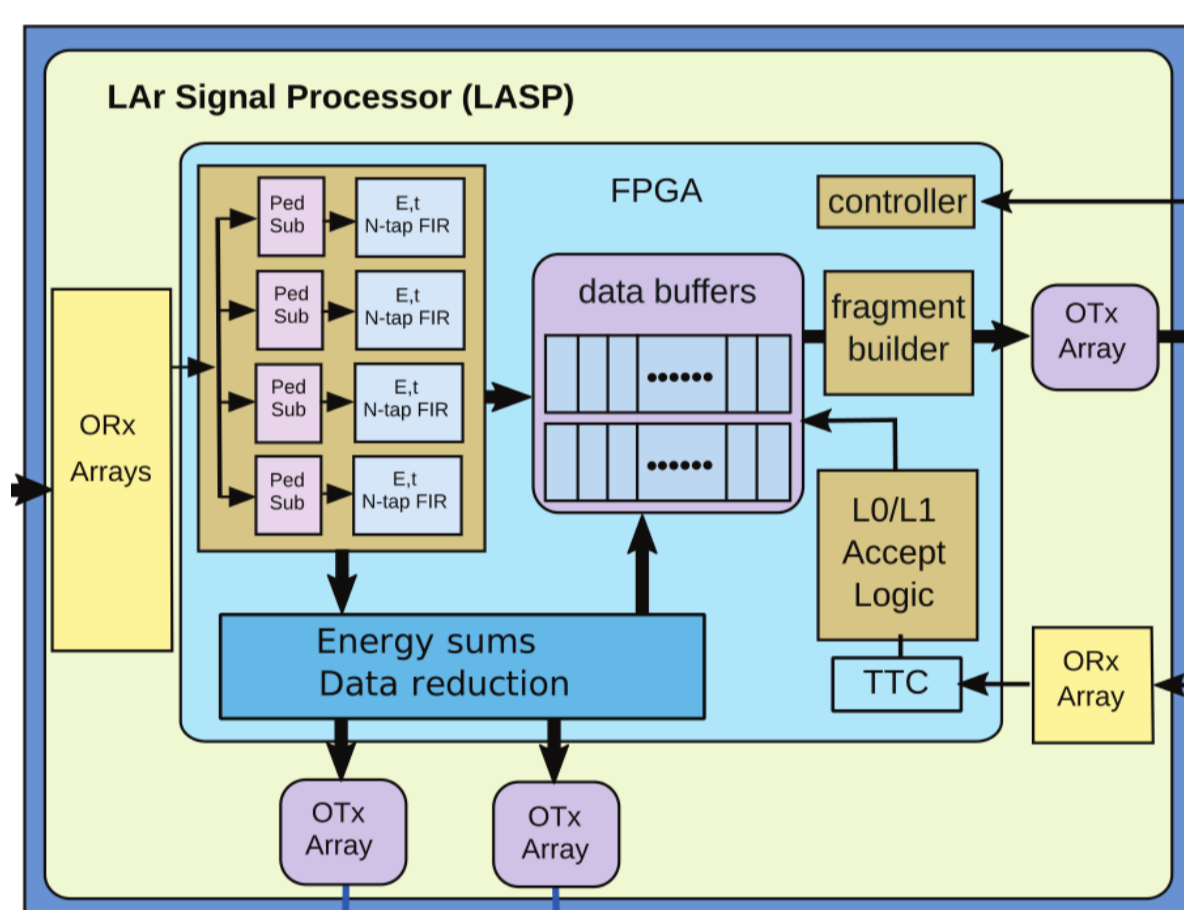 LAr Signal Processor (LASP)
FPGA
Ped
Sub
E,t
N-tap FIR
Ped
Sub
E,t
N-tap FIR
Ped
Sub
E,t
N-tap FIR
Ped
Sub
E,t
N-tap FIR
ORx
Arrays
data buffers
controller
fragment
builder
OTx
Array
L0/L1
Accept
Logic
TTC
ORx
Array
Energy sums
Data reduction
OTx
Array
OTx
Array